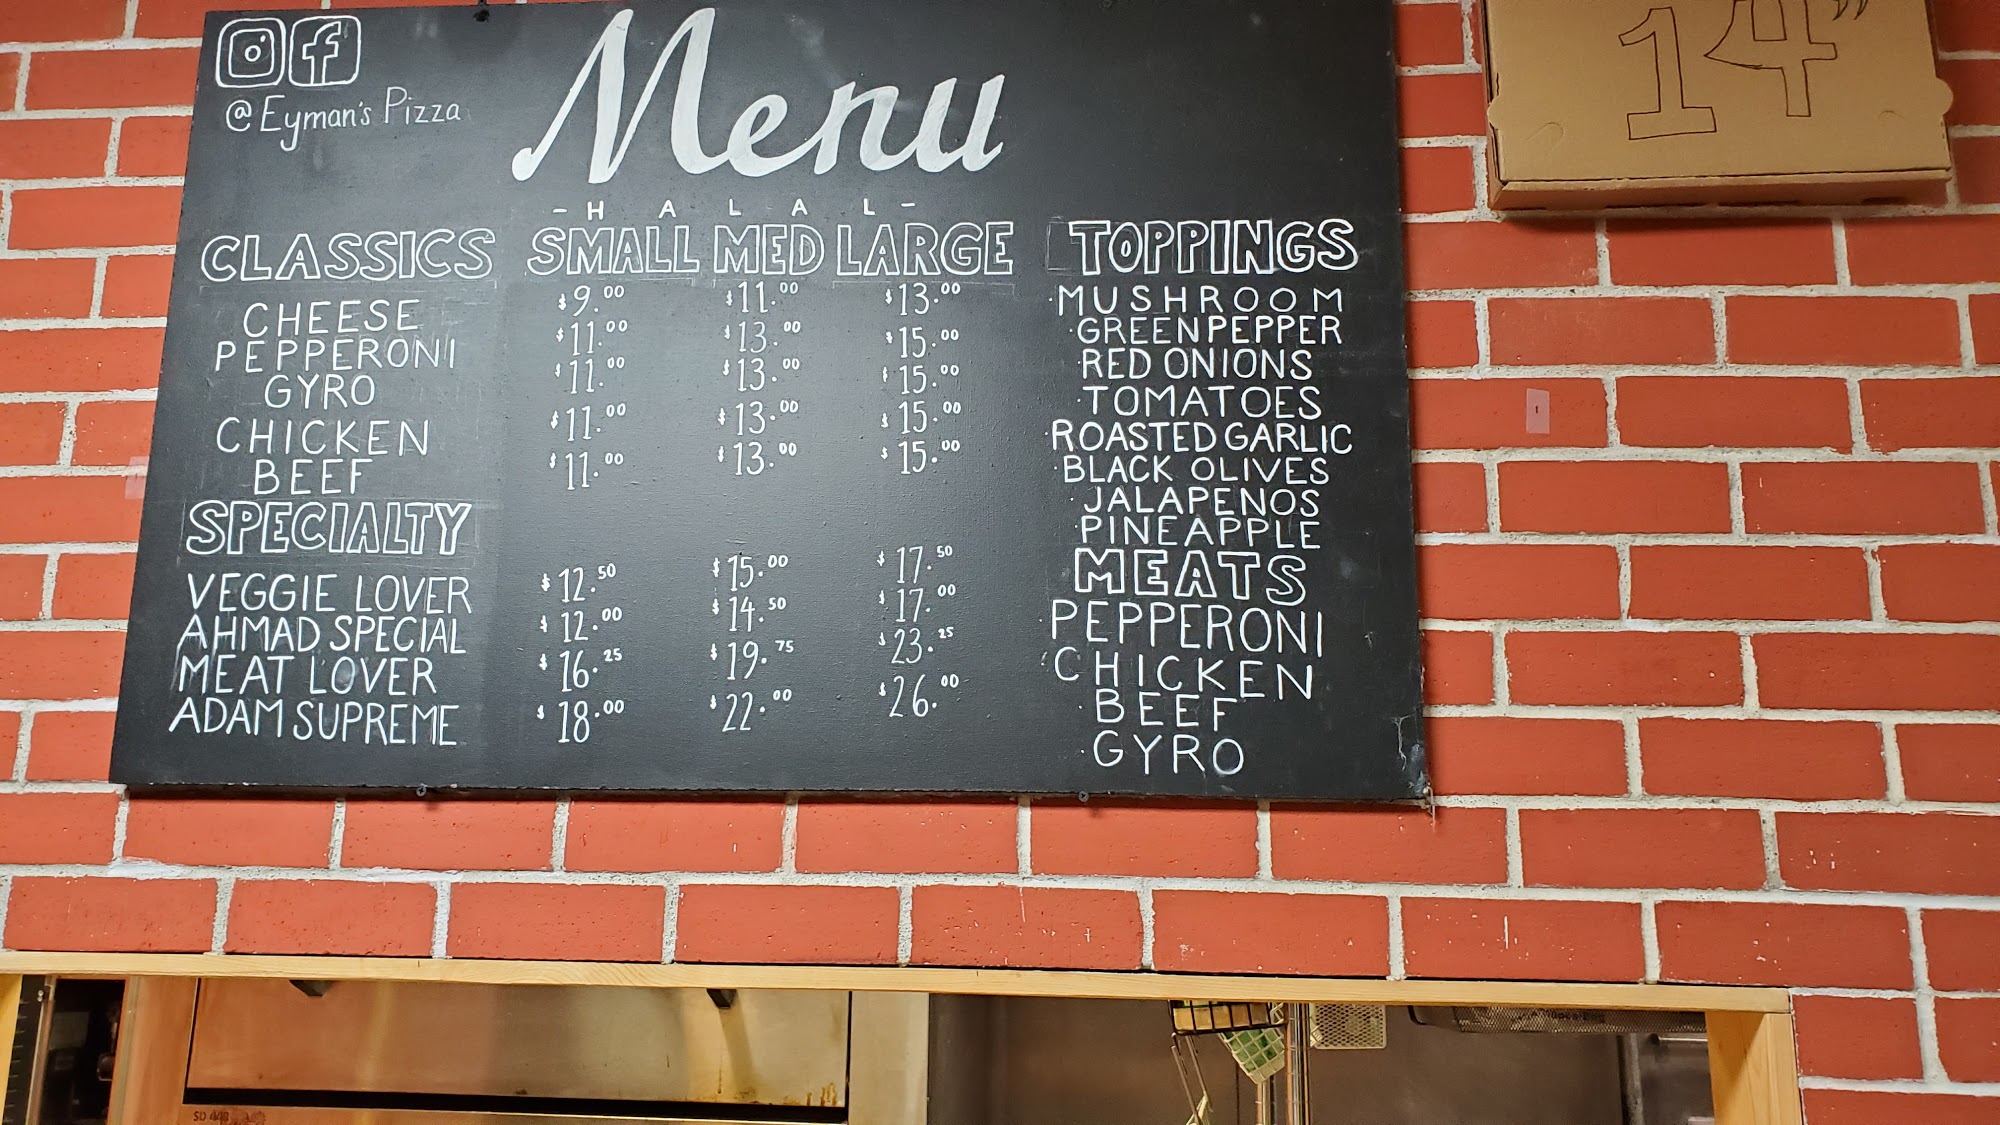 @Eyman's Pizza
Menu
- H A L A L -
CLASSICS SMALL MED LARGE
CHEESE $9.00 $11.00 $13.00
PEPPERONI $11.00 $13.00 $15.00
GYRO $11.00 $13.00 $15.00
CHICKEN $11.00 $13.00 $15.00
BEEF $11.00 $13.00 $15.00
SPECIALTY
VEGGIE LOVER $12.50 $15.00 $17.50
AHMAD SPECIAL $12.00 $14.50 $17.00
MEAT LOVER $16.25 $19.75 $23.25
ADAM SUPREME $18.00 $22.00 $26.00
TOPPINGS
·MUSHROOM
·GREEN PEPPER
·RED ONIONS
·TOMATOES
·ROASTED GARLIC
·BLACK OLIVES
·JALAPENOS
·PINEAPPLE
MEATS
·PEPPERONI
·CHICKEN
·BEEF
·GYRO
14"